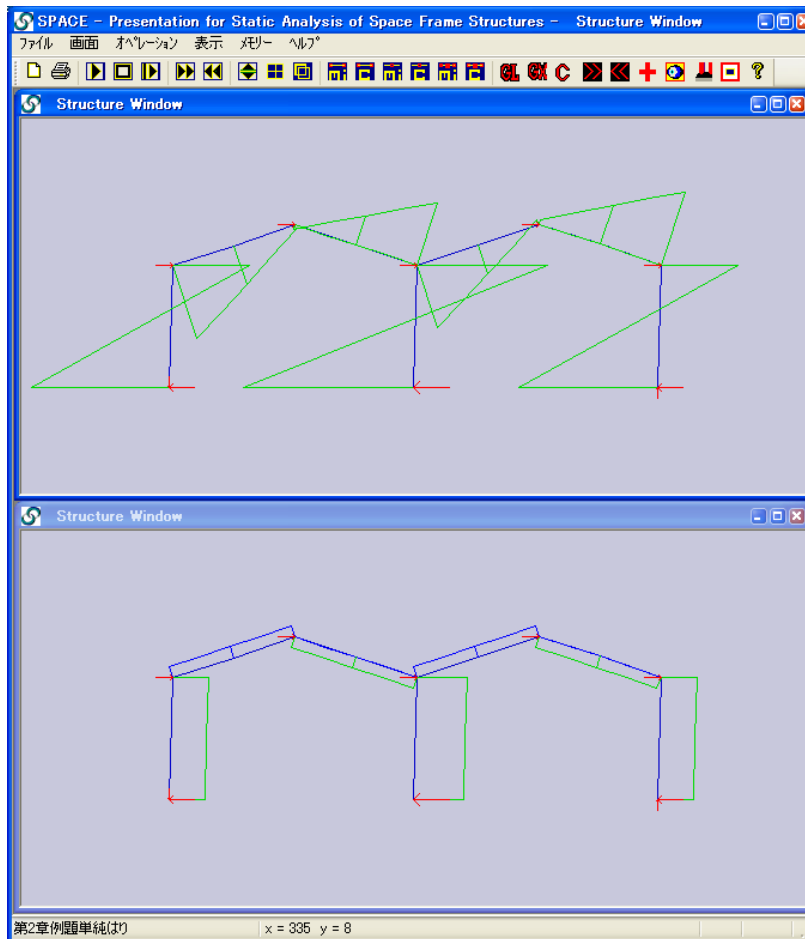 SPACE - Presentation for Static Analysis of Space Frame Structures - Structure Window
ファイル 画面 オペレーション 表示 メモリー ヘルプ
GL GX C ?
Structure Window
Structure Window
第2章例題単純はり x = 335 y = 8